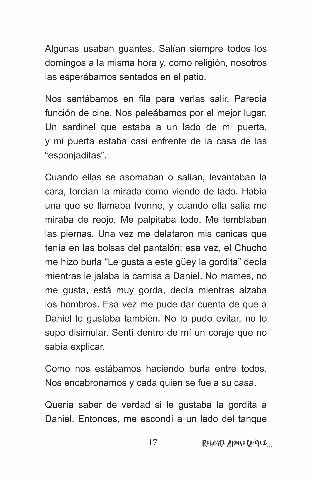 Algunas usaban guantes. Salían siempre todos los
domingos a la misma hora y, como religión, nosotros
las esperábamos sentados en el patio.
Nos sentábamos en fila para verlas salir. Parecía
función de cine. Nos peleábamos por el mejor lugar.
Un sardinel que estaba a un lado de mi puerta,
y mi puerta estaba casi enfrente de la casa de las
“esponjaditas”.
Cuando ellas se asomaban o salían, levantaban la
cara, torcían la mirada como viendo de lado. Había
una que se llamaba Ivonne, y cuando ella salía me
miraba de reojo. Me palpitaba todo. Me temblaban
las piernas. Una vez me delataron mis canicas que
tenía en las bolsas del pantalón; esa vez, el Chucho
me hizo burla “Le gusta a este güey la gordita” decía
mientras le jalaba la camisa a Daniel. No mames, no
me gusta, está muy gorda, decía mientras alzaba
los hombros. Esa vez me pude dar cuenta de que a
Daniel le gustaba también. No lo pudo evitar, no lo
supo disimular. Sentí dentro de mí un coraje que no
sabía explicar.
Como nos estábamos haciendo burla entre todos.
Nos encabronamos y cada quien se fue a su casa.
Quería saber de verdad si le gustaba la gordita a
Daniel. Entonces, me escondí a un lado del tanque
17